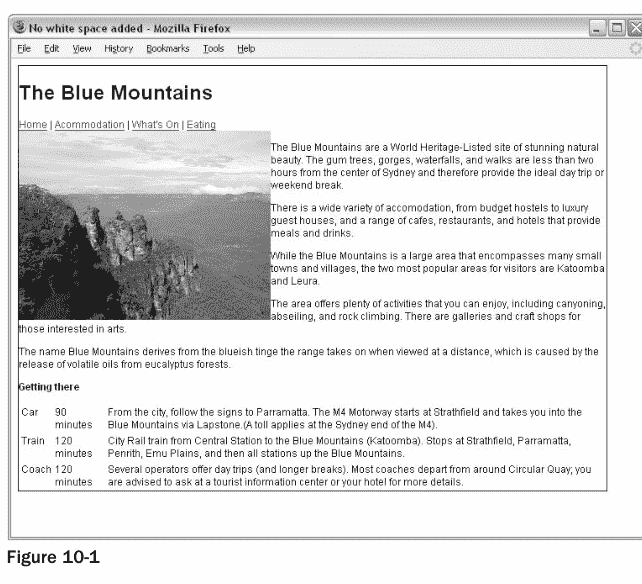 No white space added - Mozilla Firefox
File Edit View History Bookmarks Tools Help
The Blue Mountains
Home | Acommodation | What's On | Eating
The Blue Mountains are a World Heritage-Listed site of stunning natural
beauty. The gum trees, gorges, waterfalls, and walks are less than two
hours from the center of Sydney and therefore provide the ideal day trip or
weekend break.
There is a wide variety of accomodation, from budget hostels to luxury
guest houses, and a range of cafes, restaurants, and hotels that provide
meals and drinks.
While the Blue Mountains is a large area that encompasses many small
towns and villages, the two most popular areas for visitors are Katoomba
and Leura.
The area offers plenty of activities that you can enjoy, including canyoning,
abseiling, and rock climbing. There are galleries and craft shops for
those interested in arts.
The name Blue Mountains derives from the blueish tinge the range takes on when viewed at a distance, which is caused by the
release of volatile oils from eucalyptus forests.
Getting there
Car 90 From the city, follow the signs to Parramatta. The M4 Motorway starts at Strathfield and takes you into the
minutes Blue Mountains via Lapstone.(A toll applies at the Sydney end of the M4).
Train 120 City Rail train from Central Station to the Blue Mountains (Katoomba). Stops at Strathfield, Parramatta,
minutes Penrith, Emu Plains, and then all stations up the Blue Mountains.
Coach 120 Several operators offer day trips (and longer breaks). Most coaches depart from around Circular Quay; you
minutes are advised to ask at a tourist information center or your hotel for more details.
Figure 10-1